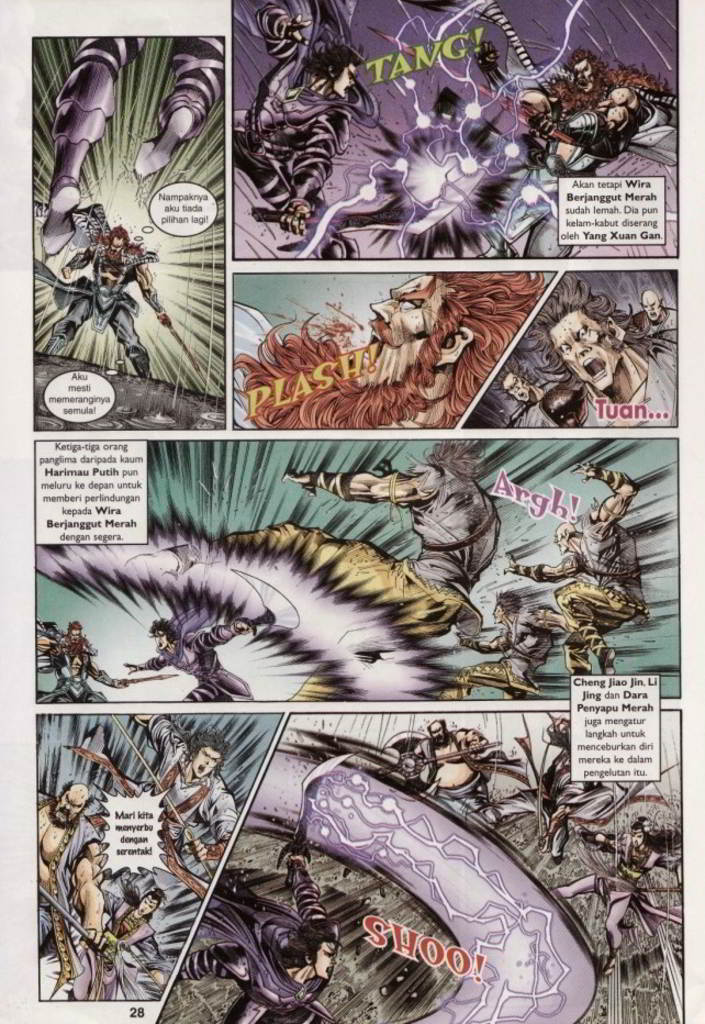 Nampaknya
aku tiada
pilihan lagi!
Aku
mesti
memeranginya
semula!
TANG!
Akan tetapi Wira
Berjanggut Merah
sudah lemah. Dia pun
kelam-kabut diserang
oleh Yang Xuan Gan.
PLASH!
Tuan...
Ketiga-tiga orang
panglima daripada kaum
Harimau Putih pun
meluru ke depan untuk
memberi perlindungan
kepada Wira
Berjanggut Merah
dengan segera.
Argh!
Cheng Jiao Jin, Li
Jing dan Dara
Penyapu Merah
juga mengatur
langkah untuk
menceburkan diri
mereka ke dalam
pengelutan itu.
Mari kita
menyerbu
dengan
serentak!
SHOO!
28